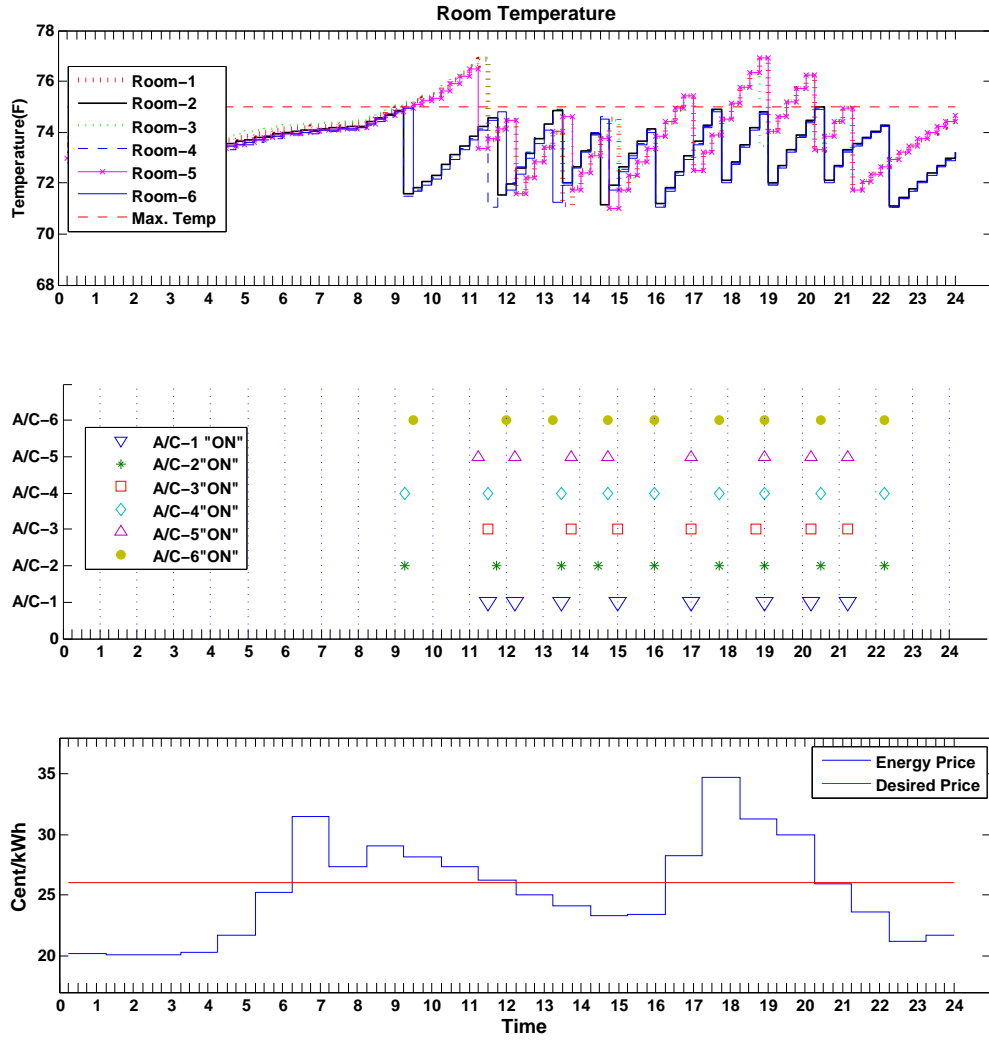 Room Temperature
Temperature(F)
78
76
74
72
70
68
Room-1
Room-2
Room-3
Room-4
Room-5
Room-6
Max. Temp
0 1 2 3 4 5 6 7 8 9 10 11 12 13 14 15 16 17 18 19 20 21 22 23 24
A/C-6
A/C-5
A/C-4
A/C-3
A/C-2
A/C-1
0
A/C-1 "ON"
A/C-2"ON"
A/C-3"ON"
A/C-4"ON"
A/C-5"ON"
A/C-6"ON"
0 1 2 3 4 5 6 7 8 9 10 11 12 13 14 15 16 17 18 19 20 21 22 23 24
Cent/kWh
35
30
25
20
Energy Price
Desired Price
0 1 2 3 4 5 6 7 8 9 10 11 12 13 14 15 16 17 18 19 20 21 22 23 24
Time